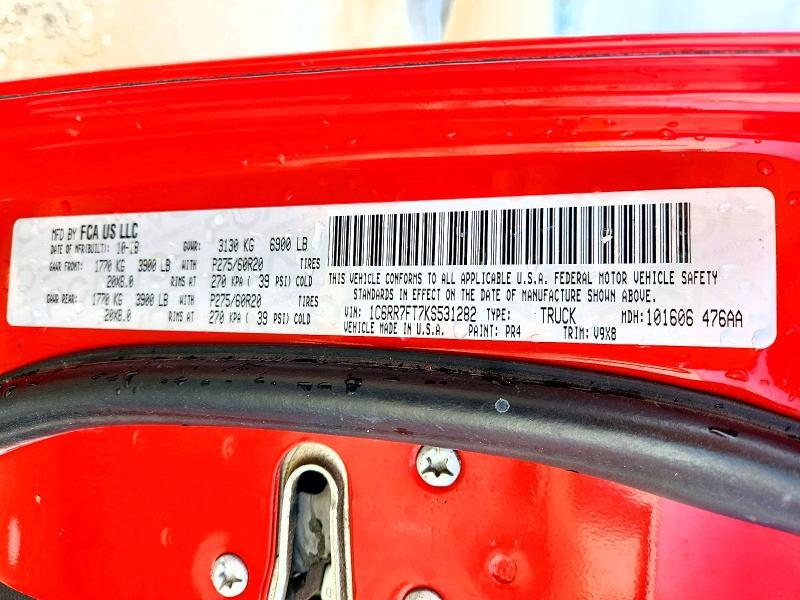 MFD BY FCA US LLC
DATE OF MFR(BUILT): 10-18 GVWR: 3130 KG 6900 LB
GAWR FRONT: 1770 KG 3900 LB WITH P275/60R20 TIRES
20X8.0 RIMS AT 270 KPA ( 39 PSI) COLD
GAWR REAR: 1770 KG 3900 LB WITH P275/60R20 TIRES
20X8.0 RIMS AT 270 KPA ( 39 PSI) COLD
THIS VEHICLE CONFORMS TO ALL APPLICABLE U.S.A. FEDERAL MOTOR VEHICLE SAFETY
STANDARDS IN EFFECT ON THE DATE OF MANUFACTURE SHOWN ABOVE.
VIN: 1C6RR7FT7KS531282 TYPE: TRUCK MDH: 101606 476AA
VEHICLE MADE IN U.S.A. PAINT: PR4 TRIM: V9X8